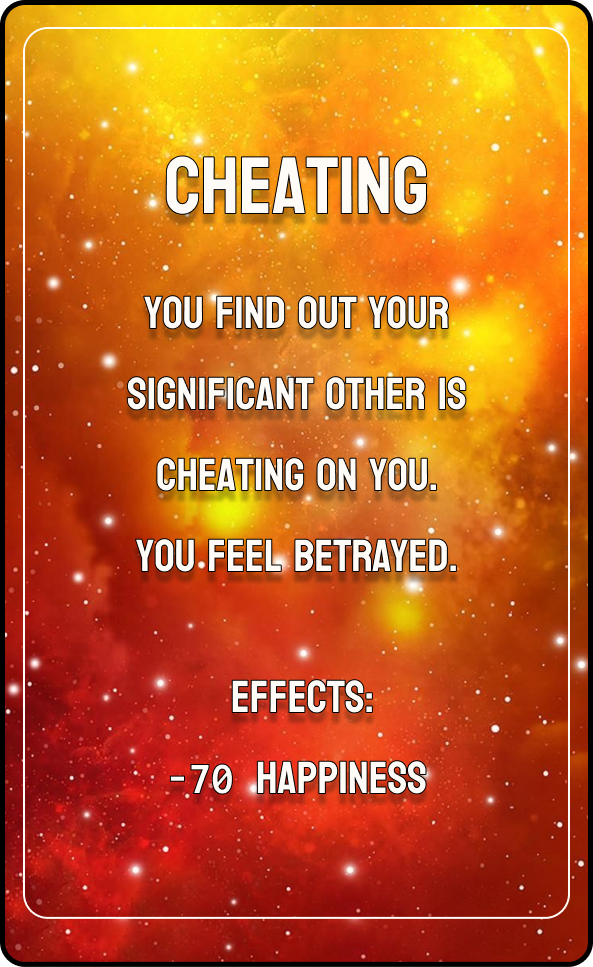 CHEATING
YOU FIND OUT YOUR
SIGNIFICANT OTHER IS
CHEATING ON YOU.
YOU FEEL BETRAYED.
EFFECTS:
-70 HAPPINESS